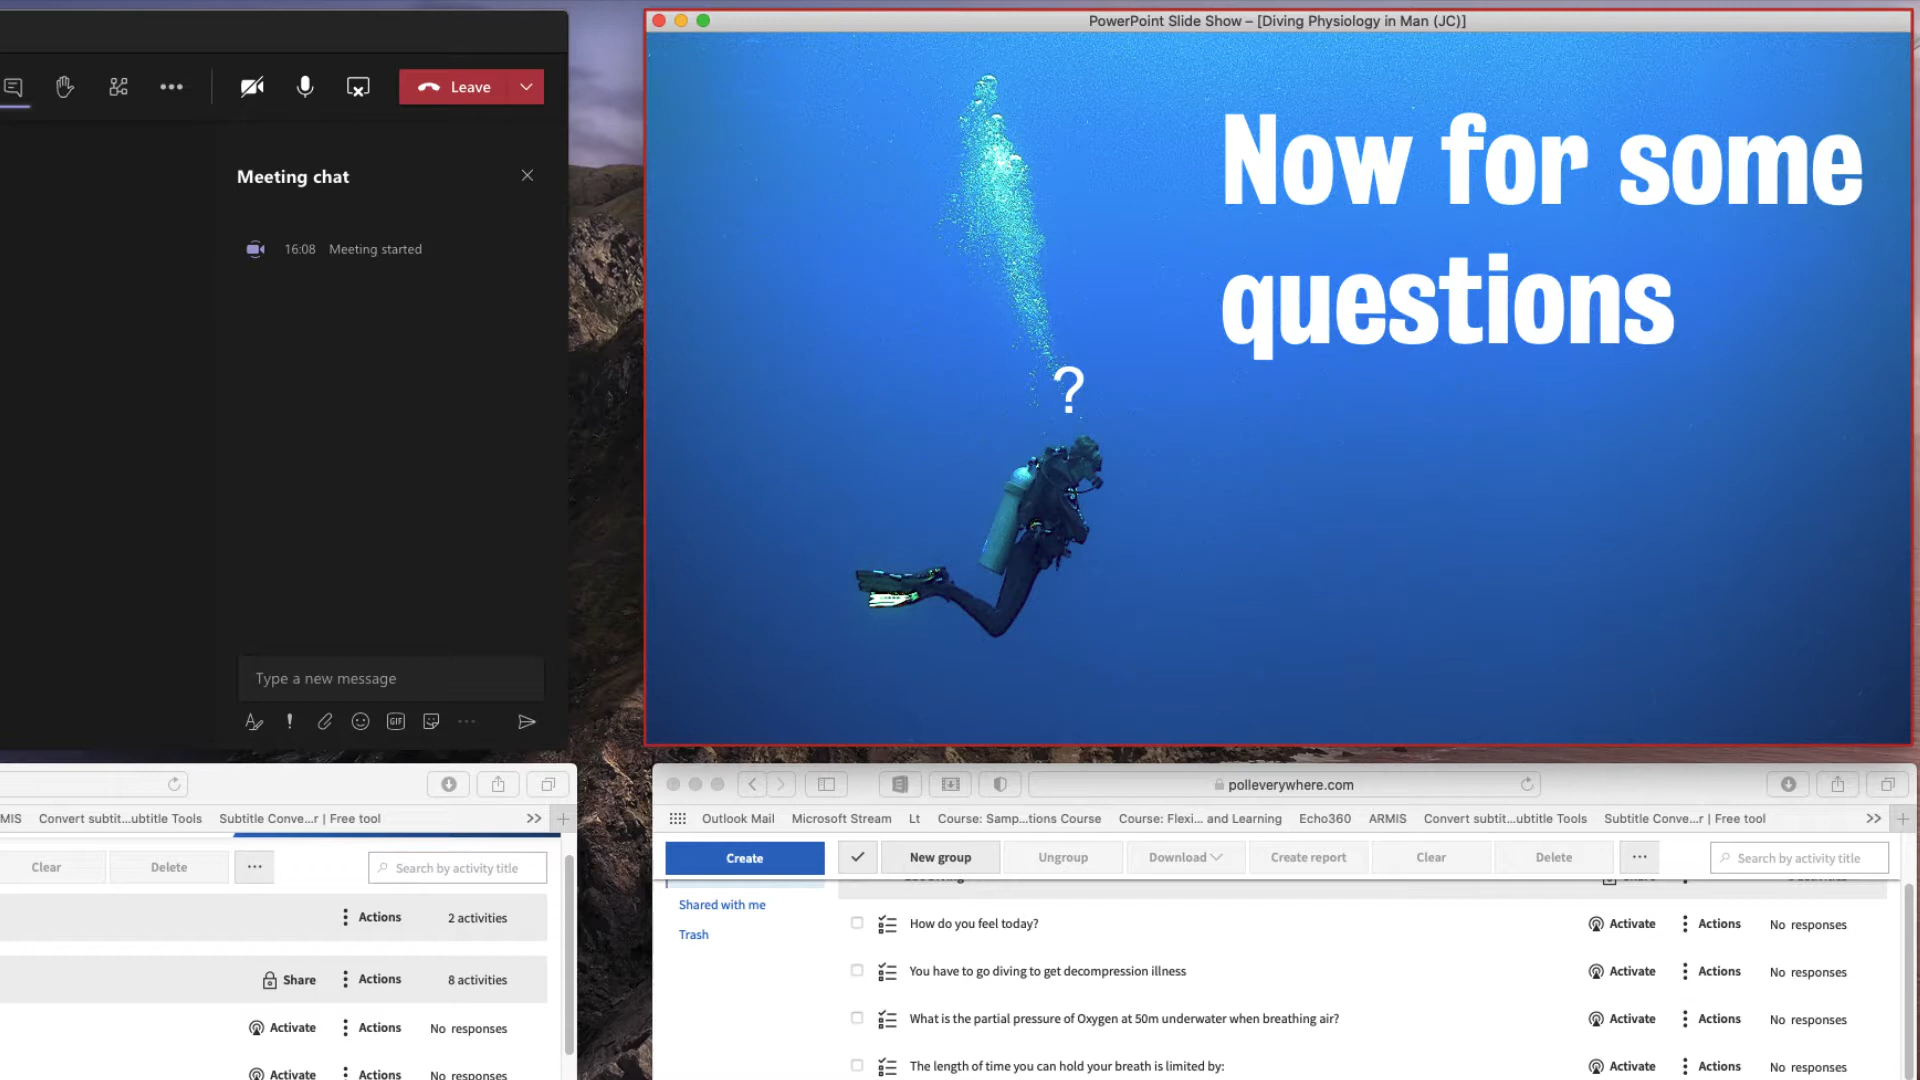 Leave
Meeting chat
16:08 Meeting started
Type a new message
GIF
PowerPoint Slide Show – [Diving Physiology in Man (JC)]
Now for some
questions
?
MIS Convert subtit...ubtitle Tools Subtitle Conve...r | Free tool >>
Clear Delete ... Search by activity title
Actions 2 activities
Share Actions 8 activities
Activate Actions No responses
Activate Actions No responses
polleverywhere.com
Outlook Mail Microsoft Stream Lt Course: Samp...tions Course Course: Flexi... and Learning Echo360 ARMIS Convert subtit...ubtitle Tools Subtitle Conve...r | Free tool >>
Create New group Ungroup Download Create report Clear Delete ... Search by activity title
Shared with me
Trash
How do you feel today? Activate Actions No responses
You have to go diving to get decompression illness Activate Actions No responses
What is the partial pressure of Oxygen at 50m underwater when breathing air? Activate Actions No responses
The length of time you can hold your breath is limited by: Activate Actions No responses